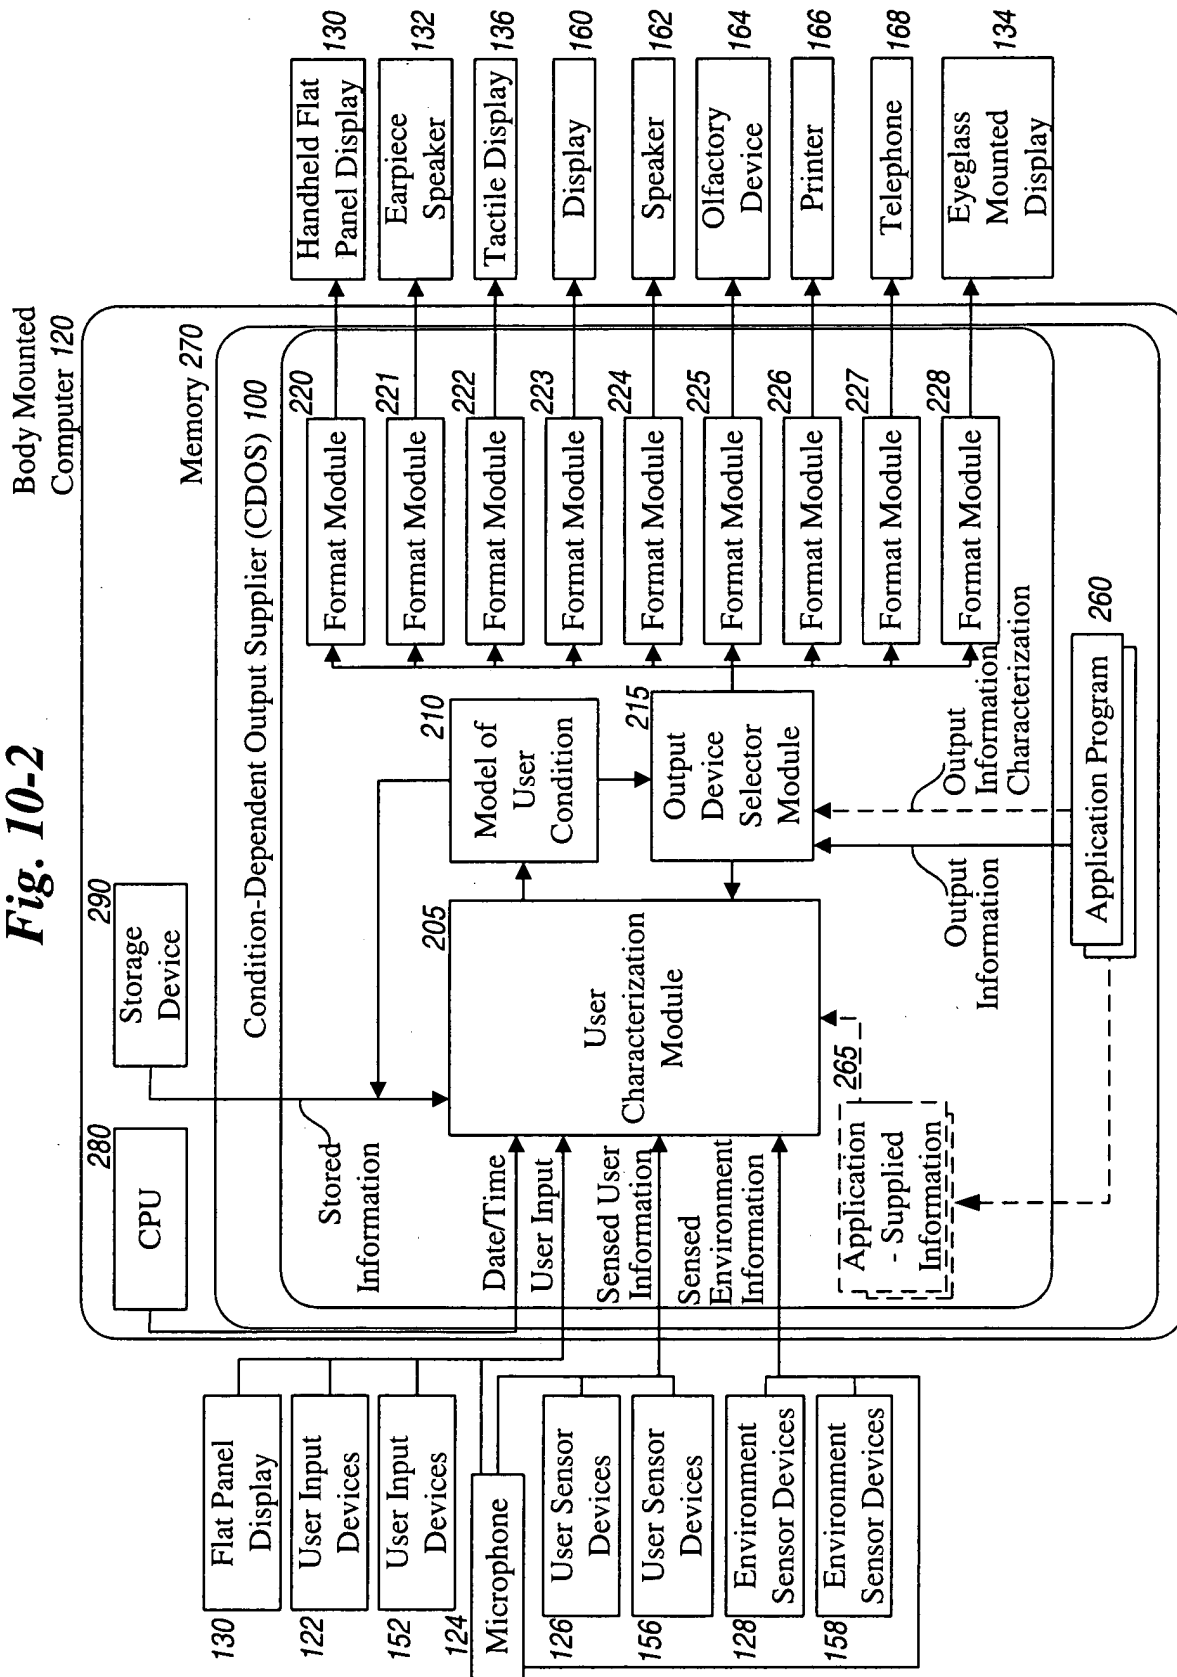 Fig. 10-2
Body Mounted
Computer 120
Memory 270
Condition-Dependent Output Supplier (CDOS) 100
280
CPU
290
Storage
Device
Stored
Information
130
Flat Panel
Display
122
User Input
Devices
152
User Input
Devices
124
Microphone
126
User Sensor
Devices
156
User Sensor
Devices
128
Environment
Sensor Devices
158
Environment
Sensor Devices
Date/Time
User Input
Sensed User
Information
Sensed
Environment
Information
205
User
Characterization
Module
210
Model of
User
Condition
215
Output
Device
Selector
Module
265
Application
- Supplied
Information
Output
Information
Output
Information
Characterization
260
Application Program
220
Format Module
221
Format Module
222
Format Module
223
Format Module
224
Format Module
225
Format Module
226
Format Module
227
Format Module
228
Format Module
Handheld Flat
Panel Display
130
Earpiece
Speaker
132
Tactile Display
136
Display
160
Speaker
162
Olfactory
Device
164
Printer
166
Telephone
168
Eyeglass
Mounted
Display
134